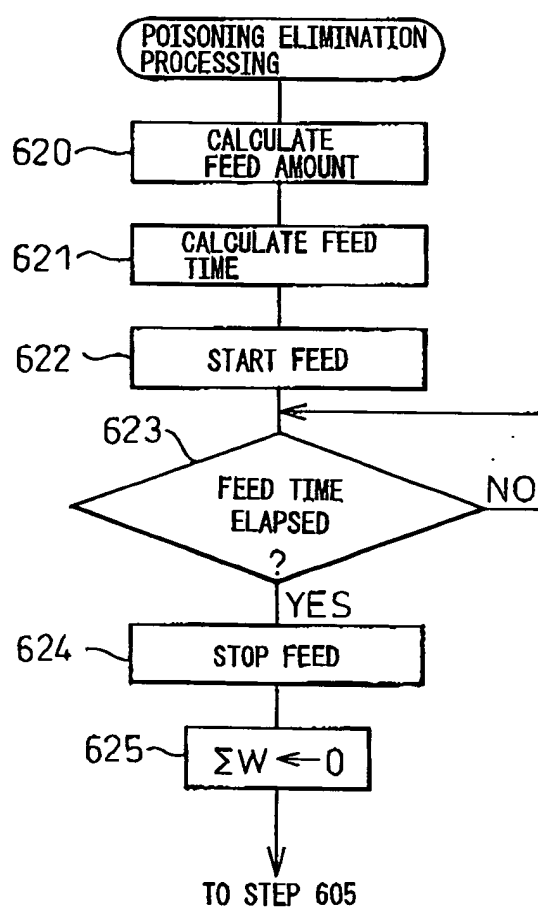 POISONING ELIMINATION
PROCESSING
620
CALCULATE
FEED AMOUNT
621
CALCULATE FEED
TIME
622
START FEED
623
FEED TIME
ELAPSED
?
NO
YES
624
STOP FEED
625
ΣW ← 0
TO STEP 605